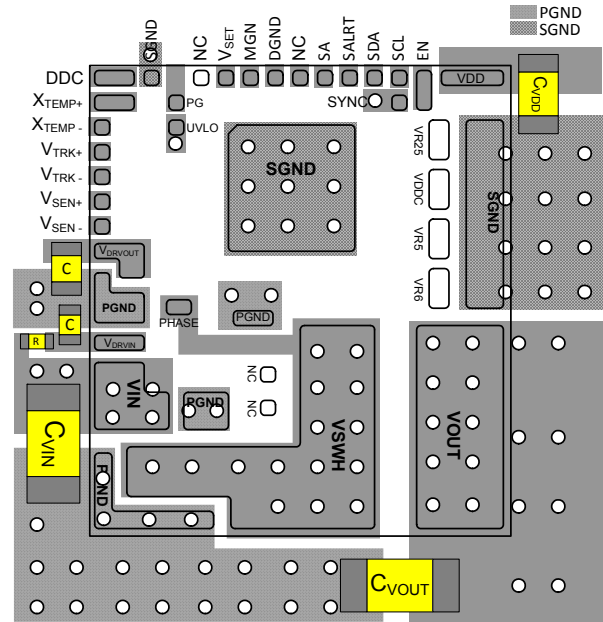 PGND
SGND
SGND
NC
VSET
MGN
DGND
NC
SA
SALRT
SDA
SCL
EN
DDC
VDD
CVDD
XTEMP+
PG
SYNC
XTEMP -
UVLO
VR25
VTRK+
SGND
VTRK -
VDDC
SGND
VSEN+
VSEN -
VR5
VDRVOUT
C
VR6
PGND
PHASE
PGND
C
R
VDRVIN
NC
VIN
PGND
NC
VSWH
VOUT
CVIN
PGND
CVOUT